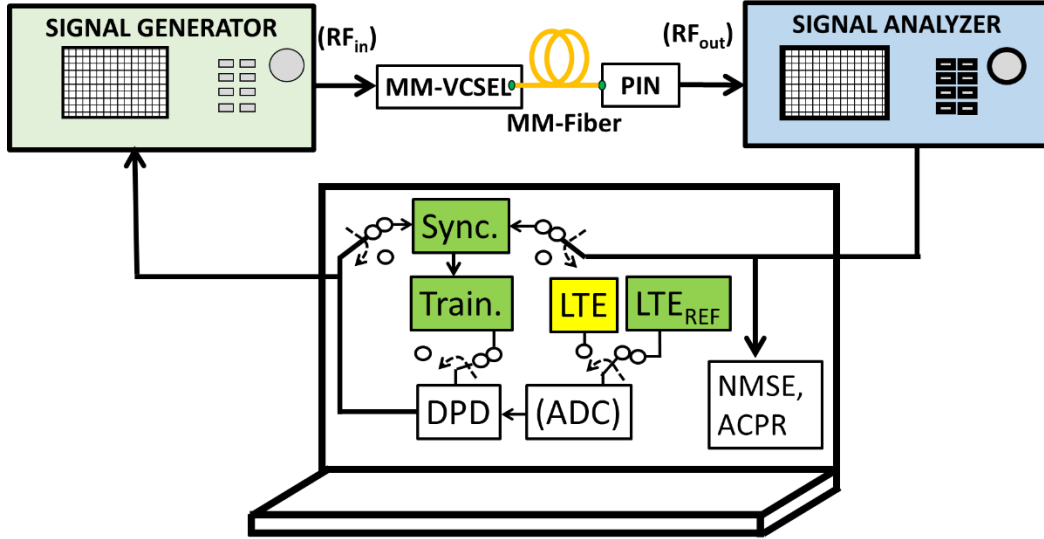 SIGNAL GENERATOR
(RFin)
(RFout)
SIGNAL ANALYZER
MM-VCSEL
PIN
MM-Fiber
Sync.
Train.
LTE
LTEREF
DPD
(ADC)
NMSE,
ACPR